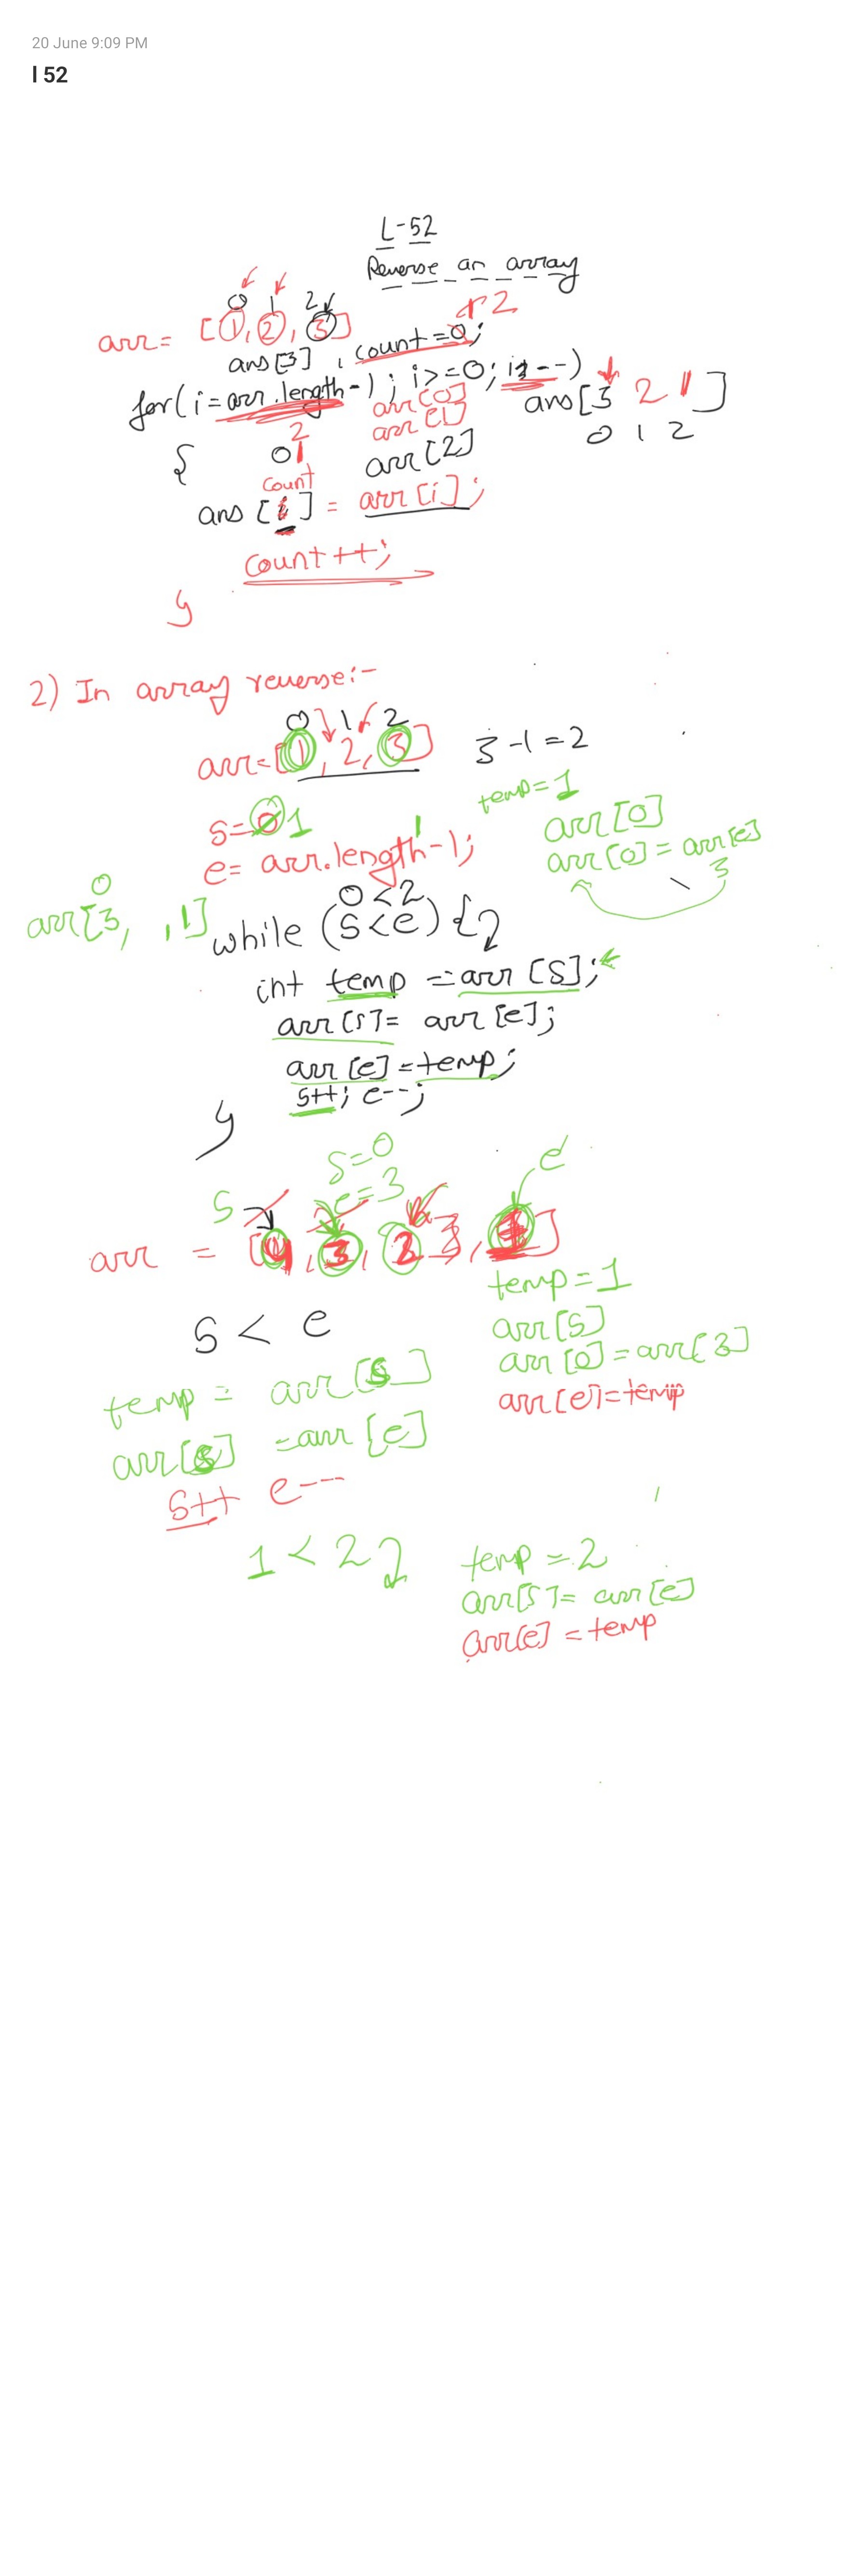 20 June 9:09 PM
l 52
L-52
Reverse an array
0 1 2
arr= [1, 2, 3]
2
ans[3] , count=0;
for(i=arr.length-1; i>=0; i--)
ans[3 2 1]
0 1 2
arr[0]
arr[1]
arr[2]
{
2
0 1
count
ans [i] = arr[i];
count++;
}
2) In array reverse:-
0 1 2
arr=[1, 2, 3]
3-1=2
temp=1
s=0 1
1
e= arr.length-1;
arr[0]
arr[0]=arr[e]
3
0
arr[3, ,1]
0<2
while (s<e) {
int temp = arr[s];
arr[s]= arr[e];
arr[e]=temp;
s++; e--;
}
s=0
e=3
s
e
arr = [4, 3, 2 3, 1]
s < e
temp=1
arr[s]
arr[0]=arr[3]
arr[e]=temp
temp = arr[s]
arr[s] =arr[e]
s++ e--
1<2
temp=2
arr[s]= arr[e]
arr[e]=temp